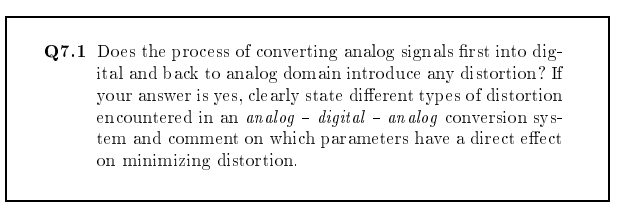 Q7.1 Does the process of converting analog signals first into dig-
ital and back to analog domain introduce any distortion? If
your answer is yes, clearly state different types of distortion
encountered in an analog – digital – analog conversion sys-
tem and comment on which parameters have a direct effect
on minimizing distortion.